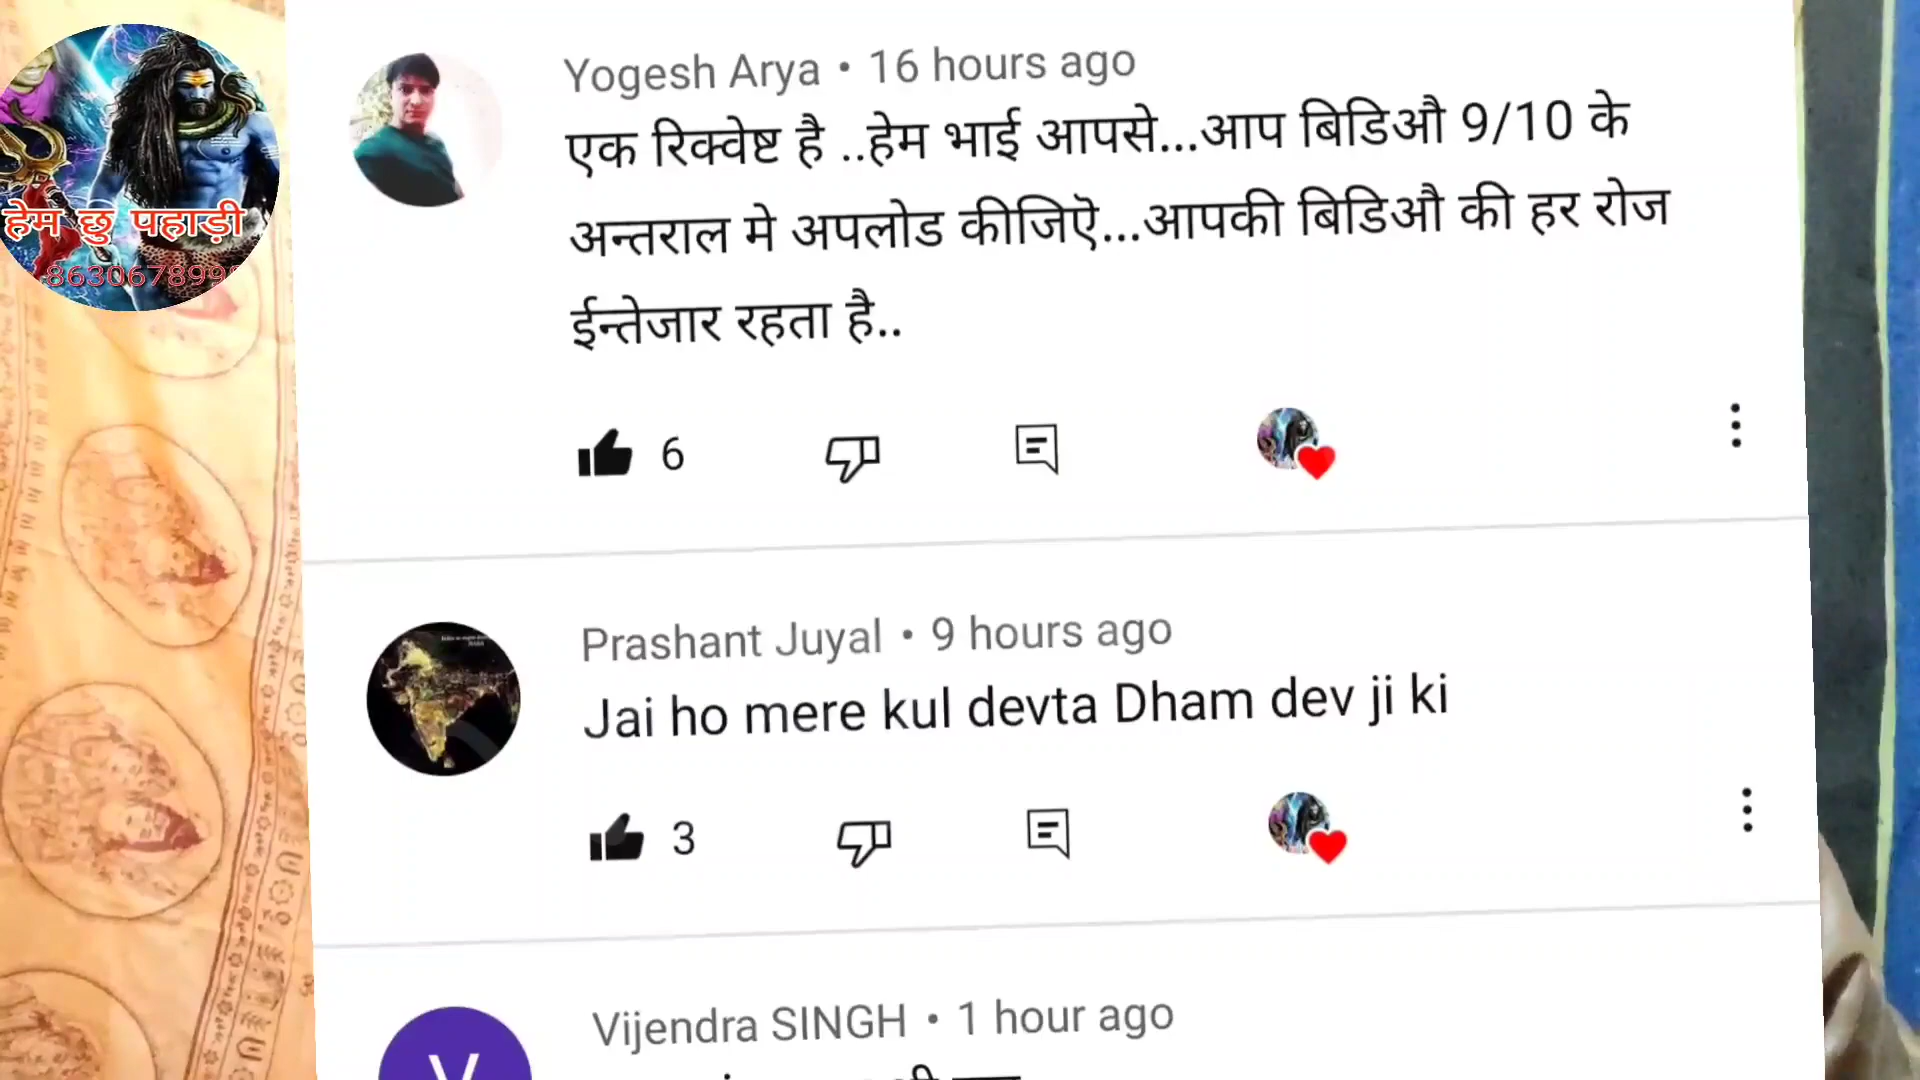 Yogesh Arya • 16 hours ago
एक रिक्वेष्ट है ..हेम भाई आपसे...आप बिडिऔ 9/10 के
अन्तराल मे अपलोड कीजिऐ...आपकी बिडिऔ की हर रोज
ईन्तेजार रहता है..
6
हेम छु पहाड़ी
Prashant Juyal • 9 hours ago
Jai ho mere kul devta Dham dev ji ki
3
Vijendra SINGH • 1 hour ago
V